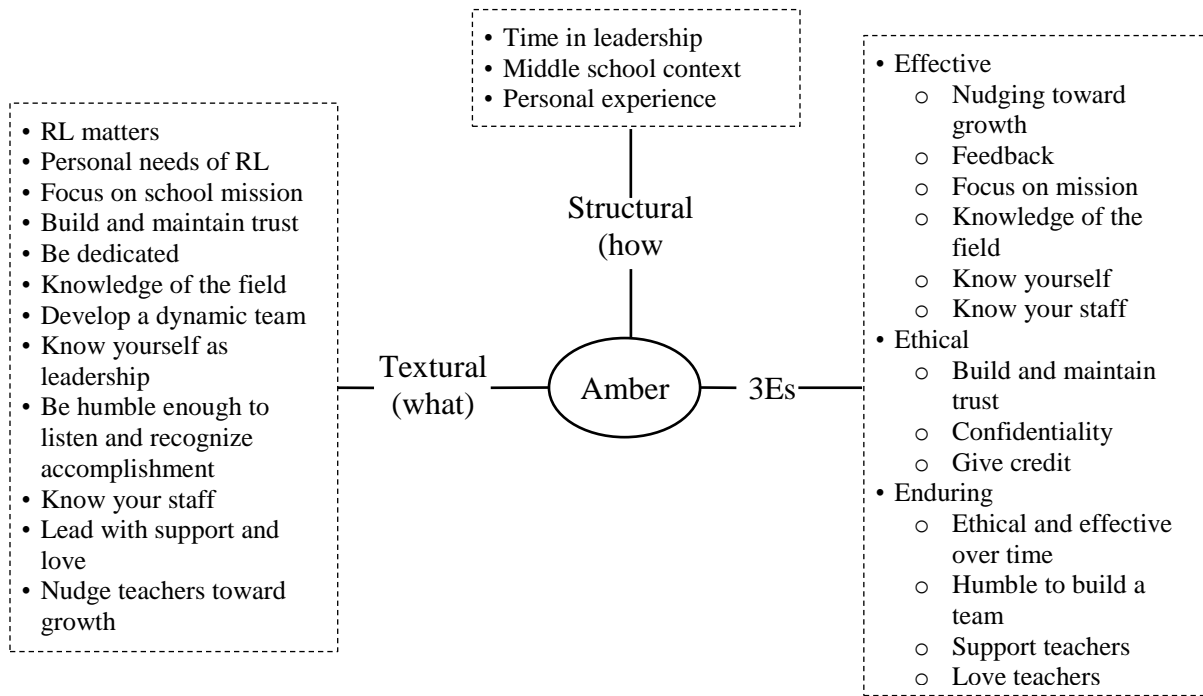 • Time in leadership
• Middle school context
• Personal experience
• RL matters
• Personal needs of RL
• Focus on school mission
• Build and maintain trust
• Be dedicated
• Knowledge of the field
• Develop a dynamic team
• Know yourself as
leadership
• Be humble enough to
listen and recognize
accomplishment
• Know your staff
• Lead with support and
love
• Nudge teachers toward
growth
Structural
(how
Textural
(what)
Amber
3Es
• Effective
o Nudging toward
growth
o Feedback
o Focus on mission
o Knowledge of the
field
o Know yourself
o Know your staff
• Ethical
o Build and maintain
trust
o Confidentiality
o Give credit
• Enduring
o Ethical and effective
over time
o Humble to build a
team
o Support teachers
o Love teachers